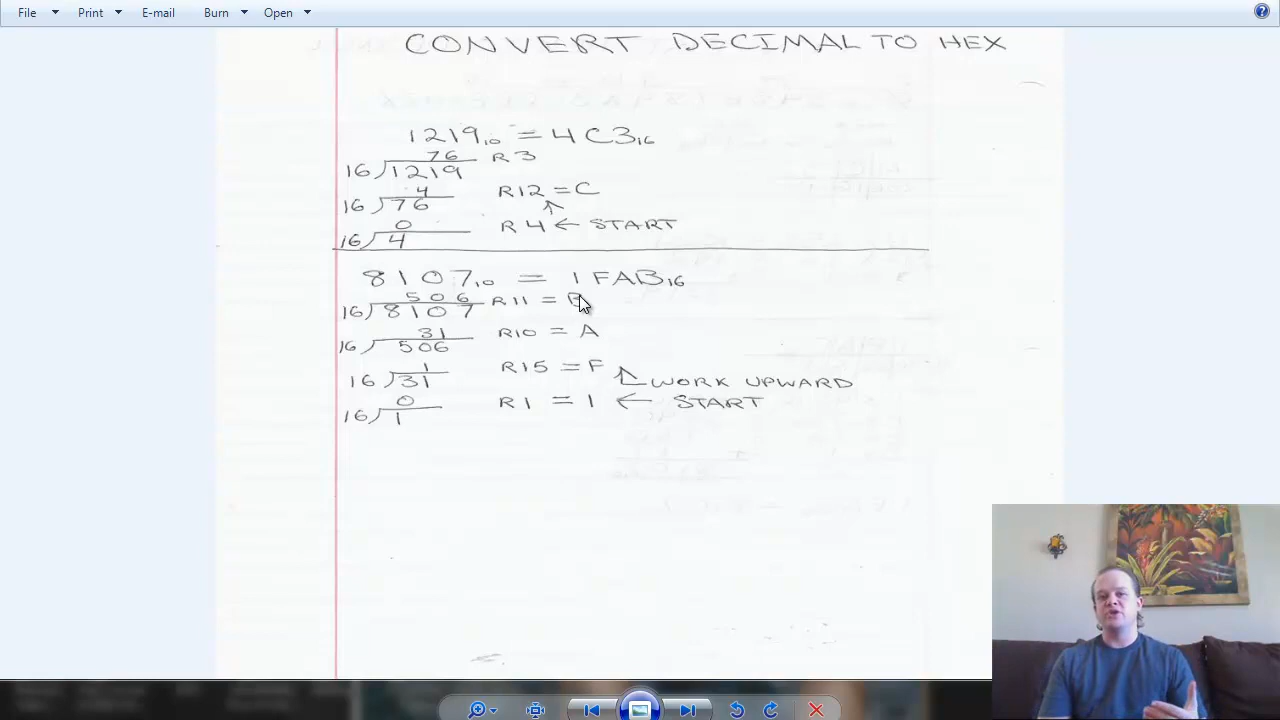 File Print E-mail Burn Open
CONVERT DECIMAL TO HEX
1219₁₀ = 4C3₁₆
76 R3
16 1219
4 R12 = C
16 76
0 R4 ← START
16 4
8107₁₀ = 1FAB₁₆
506 R11 = B
16 8107
31 R10 = A
16 506
1 R15 = F
16 31 WORK UPWARD
0 R1 = 1 ← START
16 1